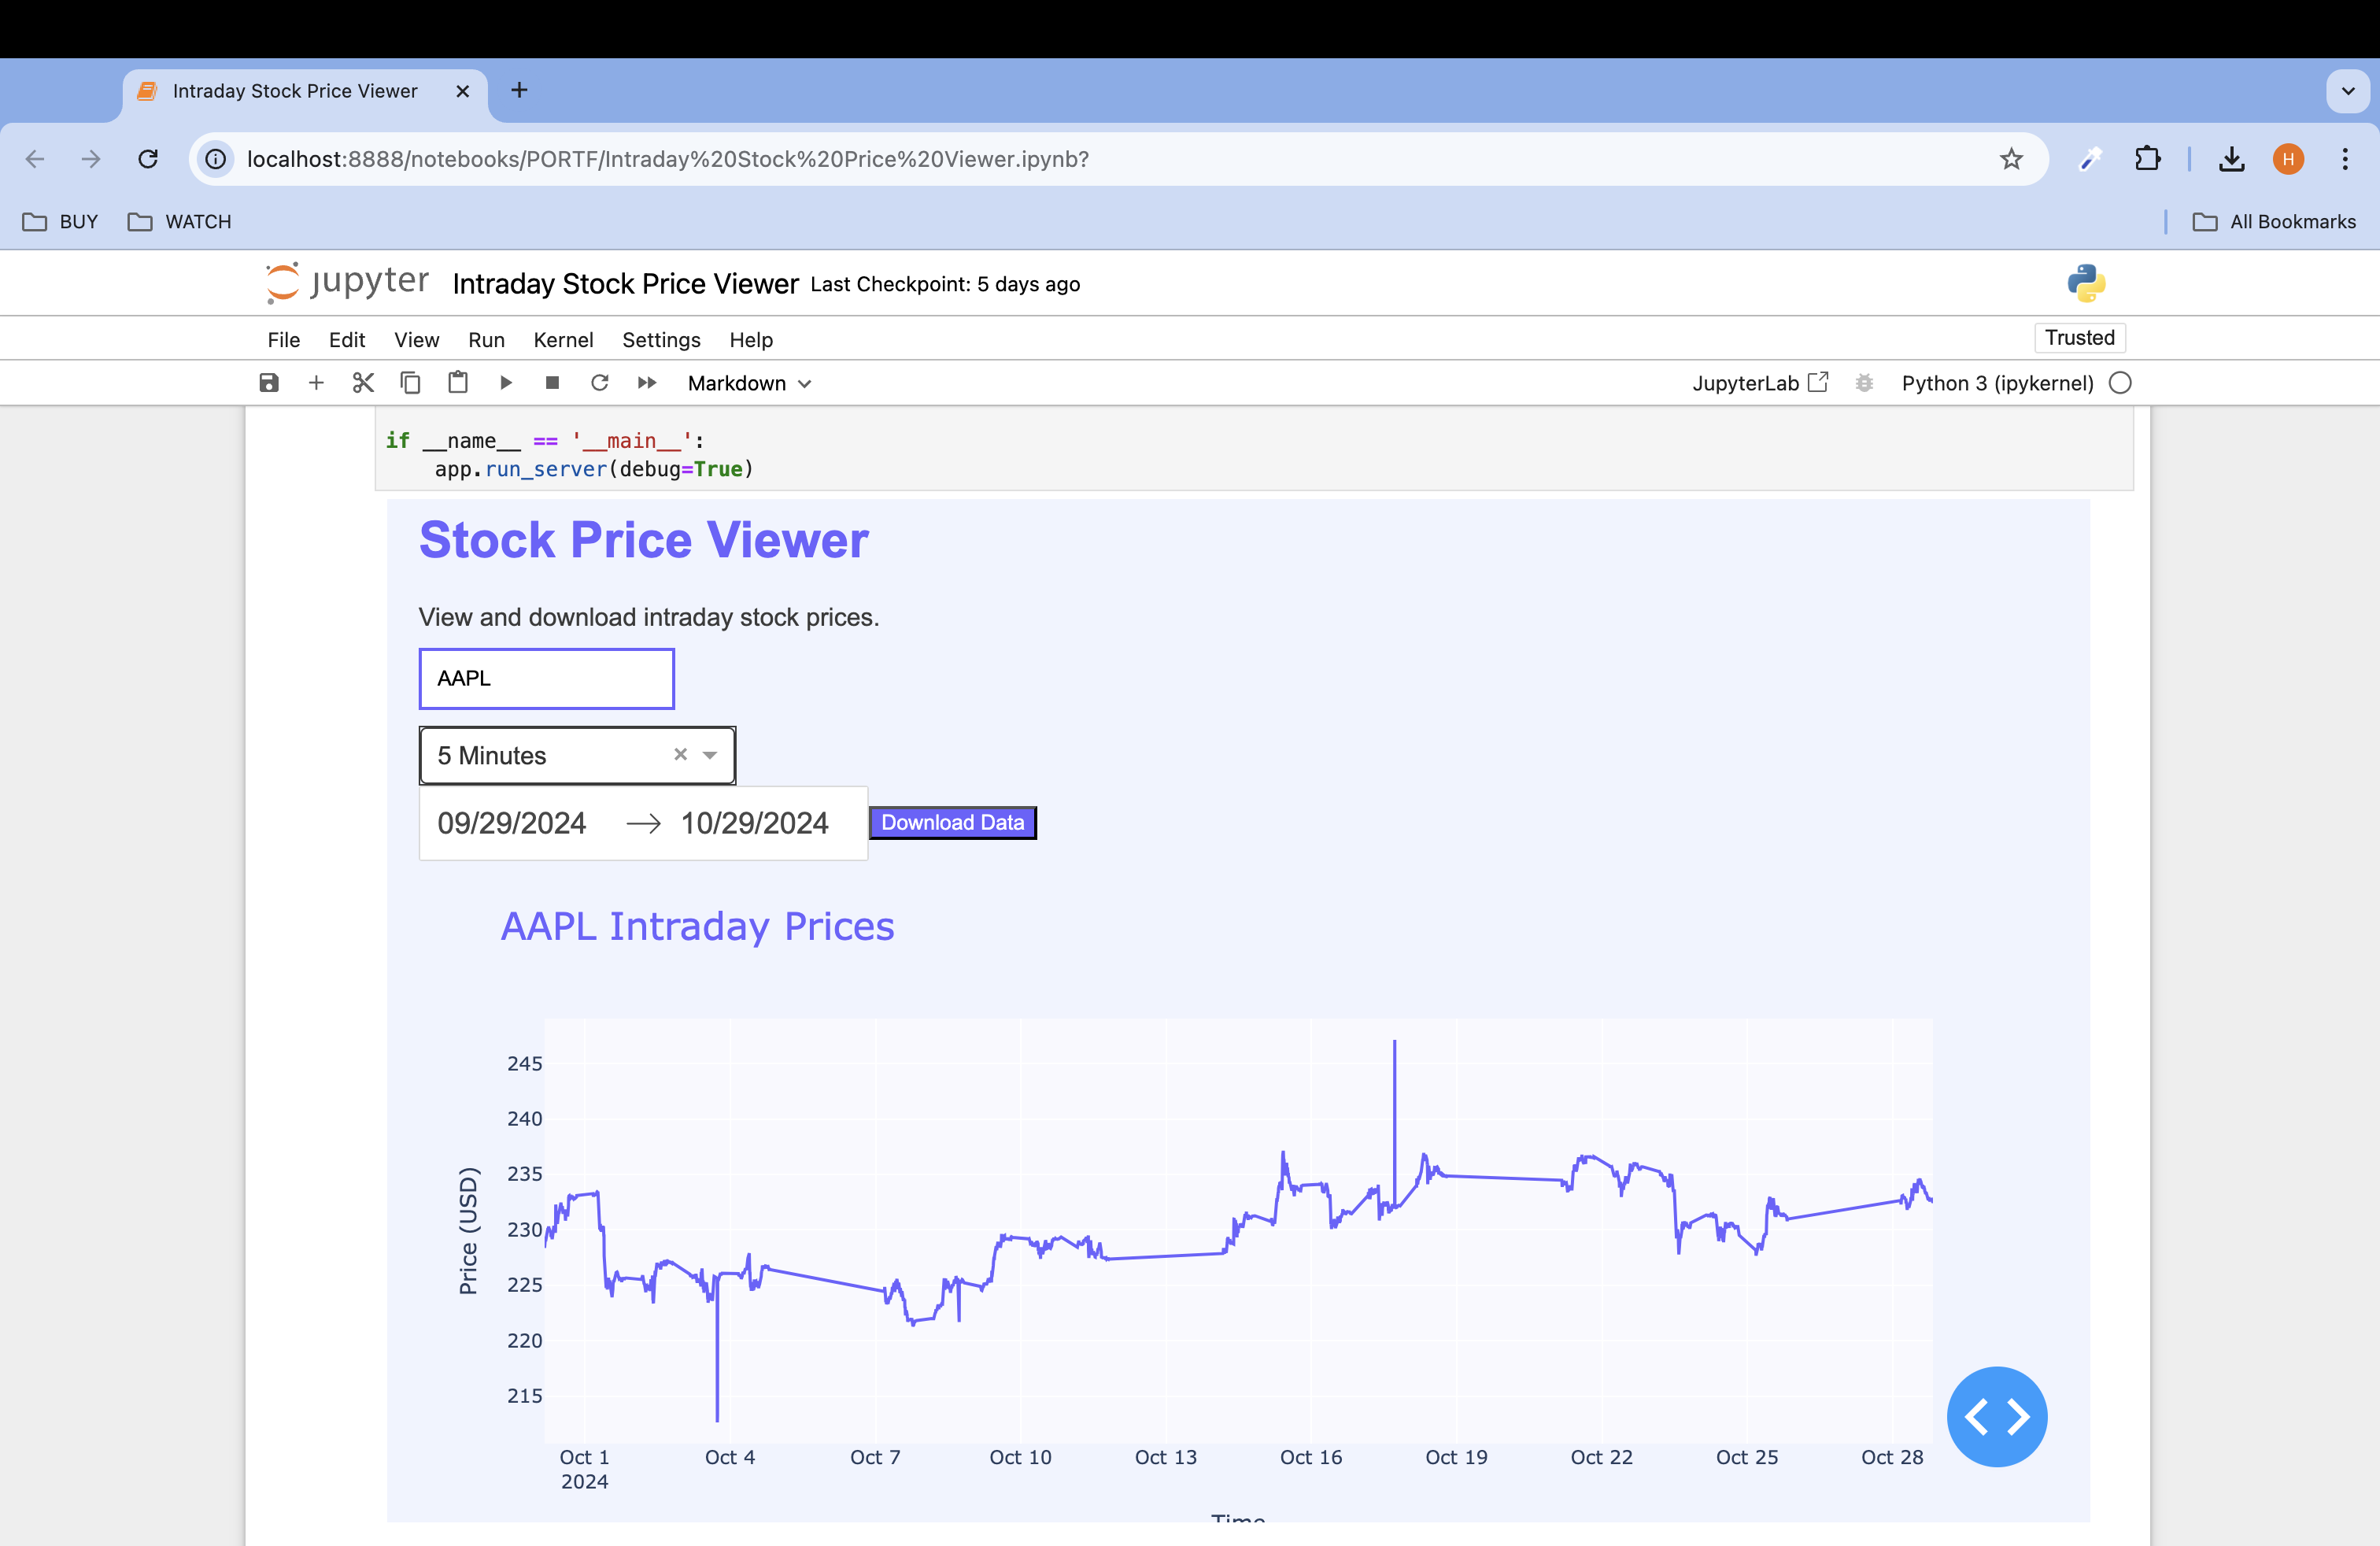 Intraday Stock Price Viewer
localhost:8888/notebooks/PORTF/Intraday%20Stock%20Price%20Viewer.ipynb?
H
BUY WATCH All Bookmarks
jupyter Intraday Stock Price Viewer Last Checkpoint: 5 days ago
File Edit View Run Kernel Settings Help Trusted
Markdown JupyterLab Python 3 (ipykernel)
if __name__ == '__main__':
    app.run_server(debug=True)
Stock Price Viewer
View and download intraday stock prices.
AAPL
5 Minutes
09/29/2024 → 10/29/2024 Download Data
AAPL Intraday Prices
245
240
235
230
225
220
215
Price (USD)
Oct 1 Oct 4 Oct 7 Oct 10 Oct 13 Oct 16 Oct 19 Oct 22 Oct 25 Oct 28
2024
Time